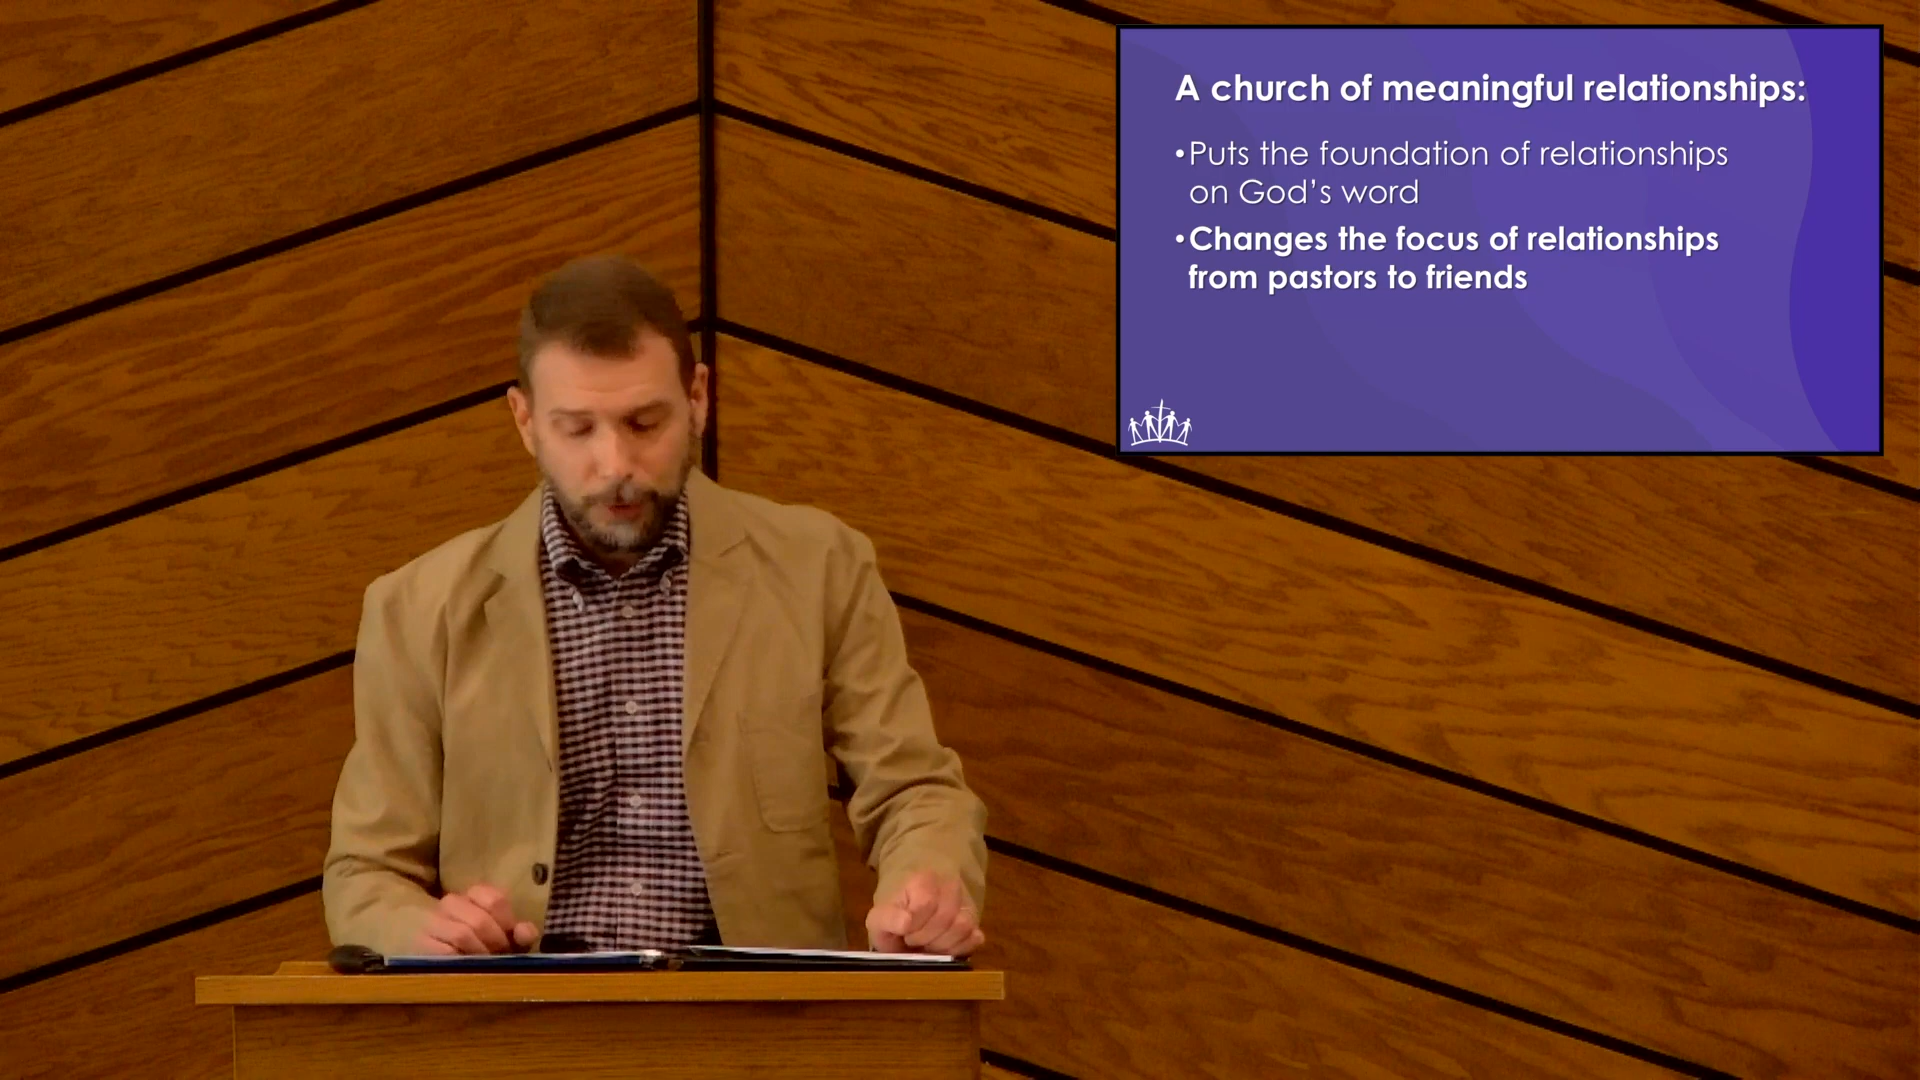 A church of meaningful relationships:
•Puts the foundation of relationships
on God’s word
•Changes the focus of relationships
from pastors to friends